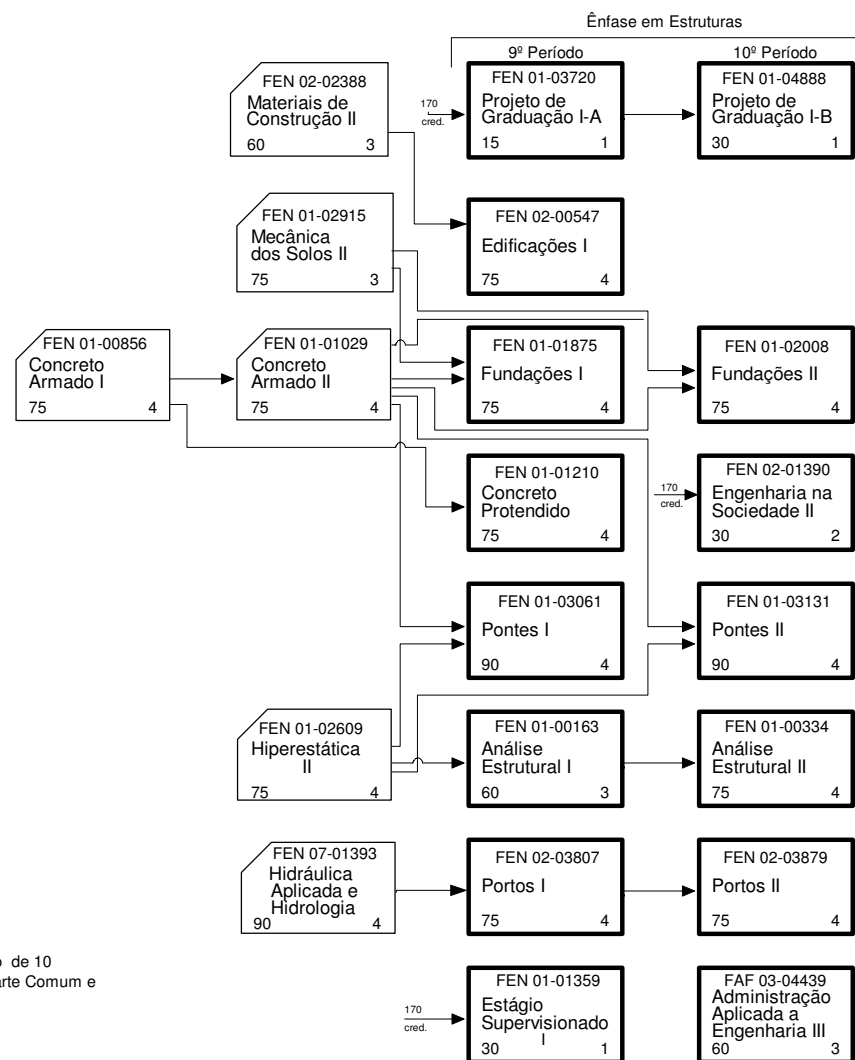 Ênfase em Estruturas
9º Período
10º Período
FEN 02-02388
Materiais de
Construção II
60 3
170
cred.
FEN 01-03720
Projeto de
Graduação I-A
15 1
FEN 01-04888
Projeto de
Graduação I-B
30 1
FEN 01-02915
Mecânica
dos Solos II
75 3
FEN 02-00547
Edificações I
75 4
FEN 01-00856
Concreto
Armado I
75 4
FEN 01-01029
Concreto
Armado II
75 4
FEN 01-01875
Fundações I
75 4
FEN 01-02008
Fundações II
75 4
FEN 01-01210
Concreto
Protendido
75 4
170
cred.
FEN 02-01390
Engenharia na
Sociedade II
30 2
FEN 01-03061
Pontes I
90 4
FEN 01-03131
Pontes II
90 4
FEN 01-02609
Hiperestática
II
75 4
FEN 01-00163
Análise
Estrutural I
60 3
FEN 01-00334
Análise
Estrutural II
75 4
FEN 07-01393
Hidráulica
Aplicada e
Hidrologia
90 4
FEN 02-03807
Portos I
75 4
FEN 02-03879
Portos II
75 4
o de 10
arte Comum e
170
cred.
FEN 01-01359
Estágio
Supervisionado
I
30 1
FAF 03-04439
Administração
Aplicada a
Engenharia III
60 3